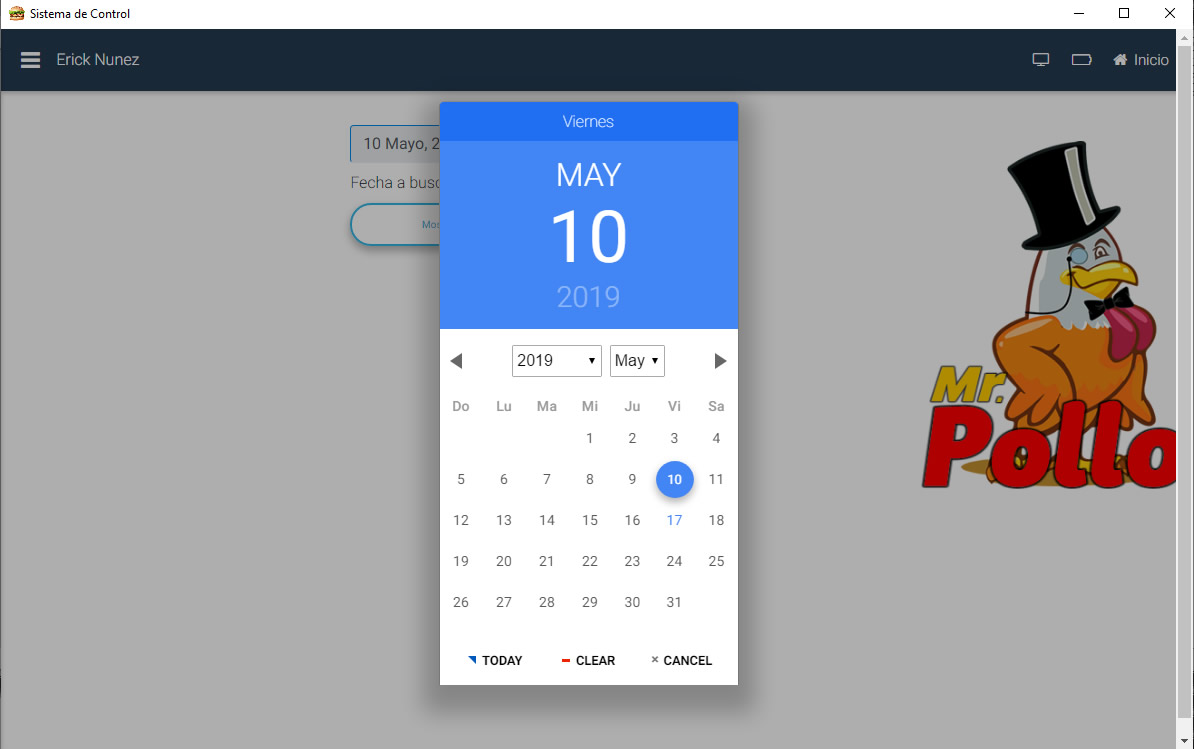 Sistema de Control
Erick Nunez
Inicio
Viernes
10 Mayo, 2
MAY
10
2019
Fecha a busc
Mos
2019 May
Do Lu Ma Mi Ju Vi Sa
1 2 3 4
5 6 7 8 9 10 11
12 13 14 15 16 17 18
19 20 21 22 23 24 25
26 27 28 29 30 31
TODAY CLEAR CANCEL
Mr.
Pollo